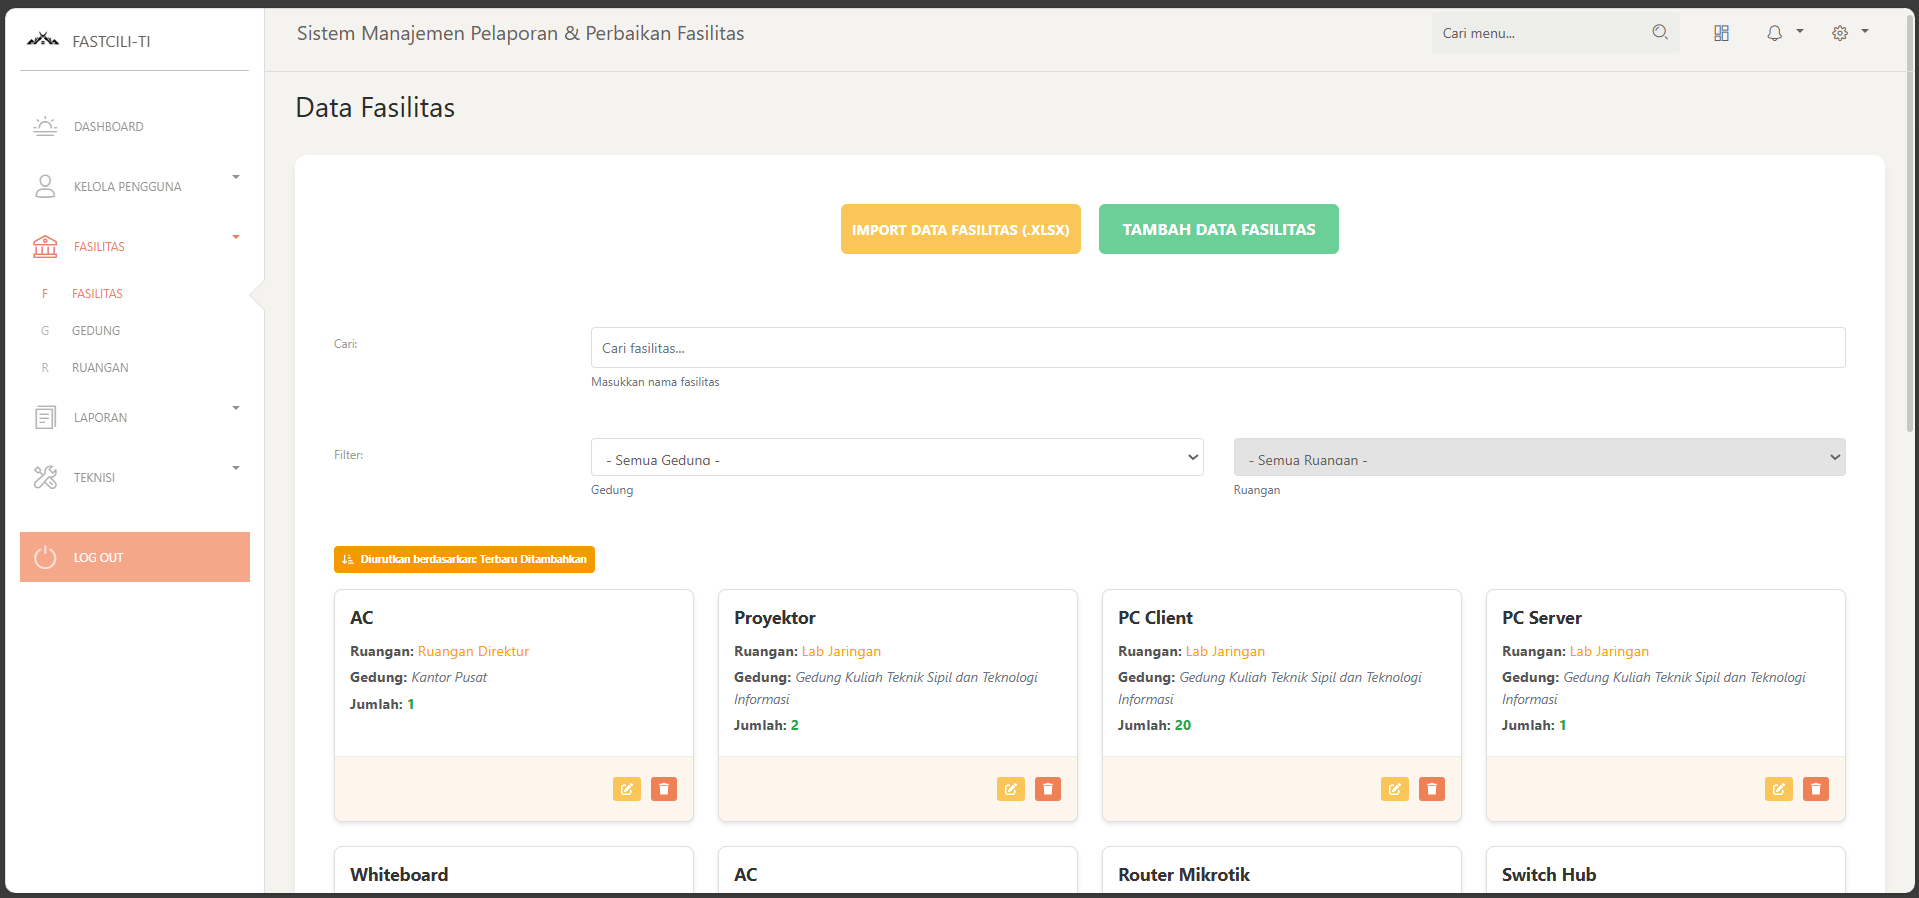 FASTCILI-TI
Sistem Manajemen Pelaporan & Perbaikan Fasilitas
Cari menu...
DASHBOARD
KELOLA PENGGUNA
FASILITAS
F FASILITAS
G GEDUNG
R RUANGAN
LAPORAN
TEKNISI
LOG OUT
Data Fasilitas
IMPORT DATA FASILITAS (.XLSX)
TAMBAH DATA FASILITAS
Cari:
Cari fasilitas...
Masukkan nama fasilitas
Filter:
- Semua Gedung -
Gedung
- Semua Ruangan -
Ruangan
Diurutkan berdasarkan: Terbaru Ditambahkan
AC
Ruangan: Ruangan Direktur
Gedung: Kantor Pusat
Jumlah: 1
Proyektor
Ruangan: Lab Jaringan
Gedung: Gedung Kuliah Teknik Sipil dan Teknologi
Informasi
Jumlah: 2
PC Client
Ruangan: Lab Jaringan
Gedung: Gedung Kuliah Teknik Sipil dan Teknologi
Informasi
Jumlah: 20
PC Server
Ruangan: Lab Jaringan
Gedung: Gedung Kuliah Teknik Sipil dan Teknologi
Informasi
Jumlah: 1
Whiteboard
AC
Router Mikrotik
Switch Hub